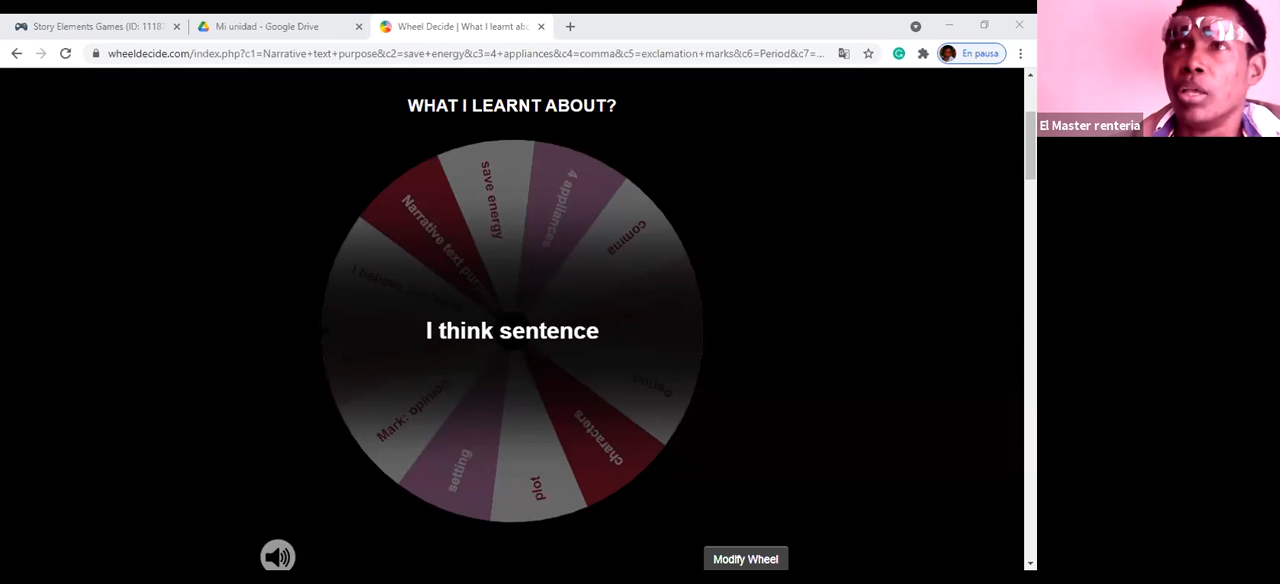 Story Elements Games (ID: 11187
Mi unidad - Google Drive
Wheel Decide | What I learnt abo
wheeldecide.com/index.php?c1=Narrative+text+purpose&c2=save+energy&c3=4+appliances&c4=comma&c5=exclamation+marks&c6=Period&c7=...
En pausa
WHAT I LEARNT ABOUT?
El Master renteria
save energy
4 appliances
Narrative text pur
comma
I believe
I think sentence
Period
Mark: opinion
characters
setting
plot
Modify Wheel